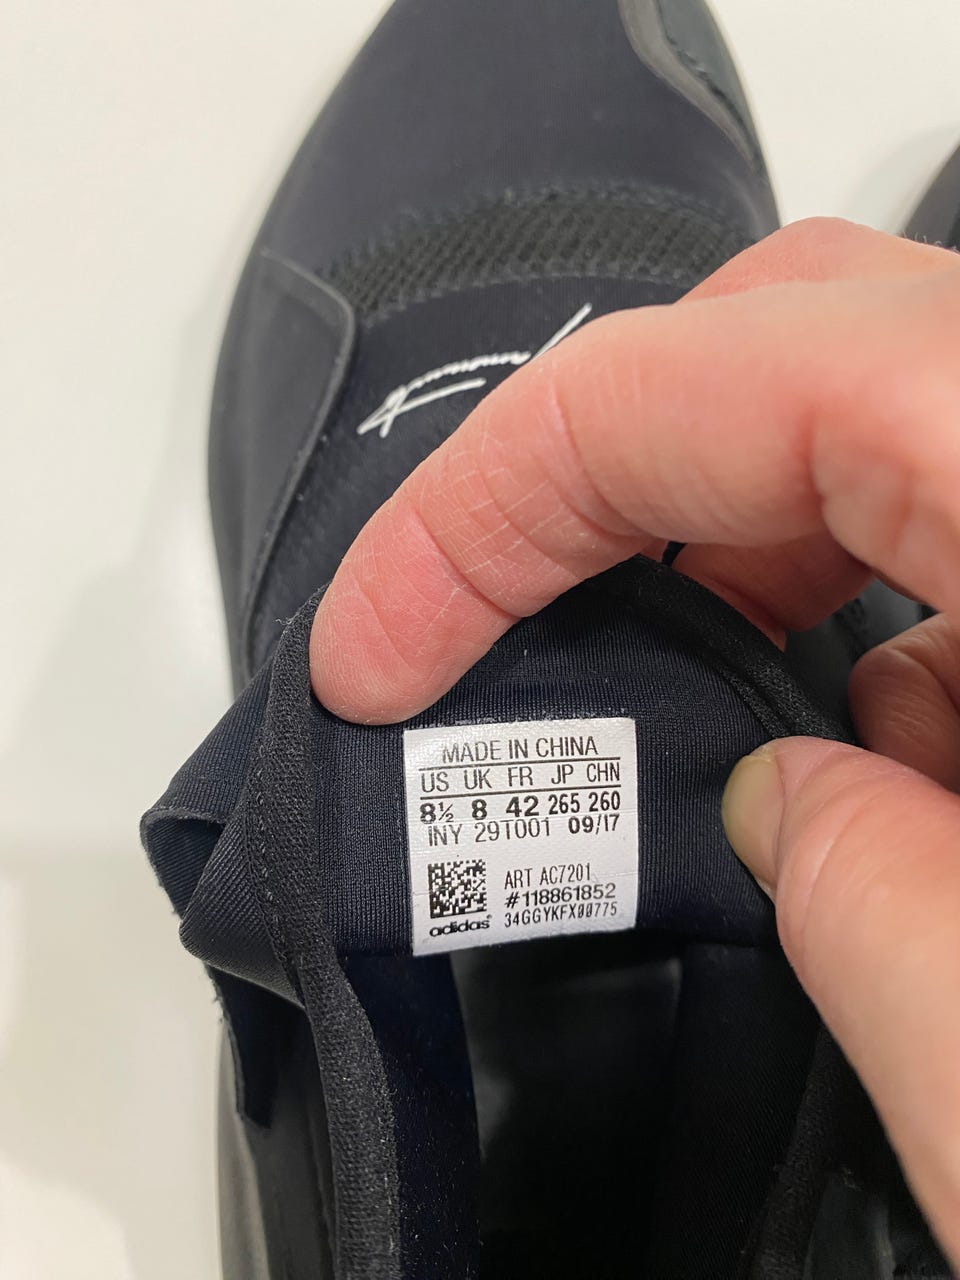 MADE IN CHINA
US UK FR JP CHN
8½ 8 42 265 260
INY 29T001 09/17
ART AC7201
#118861852
34GGYKFX00775
adidas